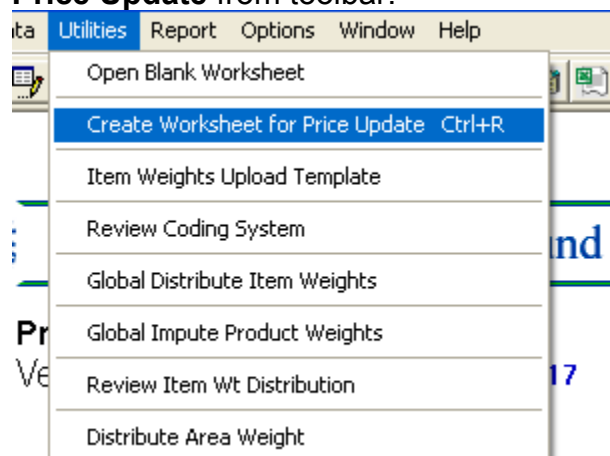 Price Update from toolbar.
ta Utilities Report Options Window Help
Open Blank Worksheet
Create Worksheet for Price Update Ctrl+R
Item Weights Upload Template
Review Coding System
und
Global Distribute Item Weights
Global Impute Product Weights
Pr
Ve
17
Review Item Wt Distribution
Distribute Area Weight